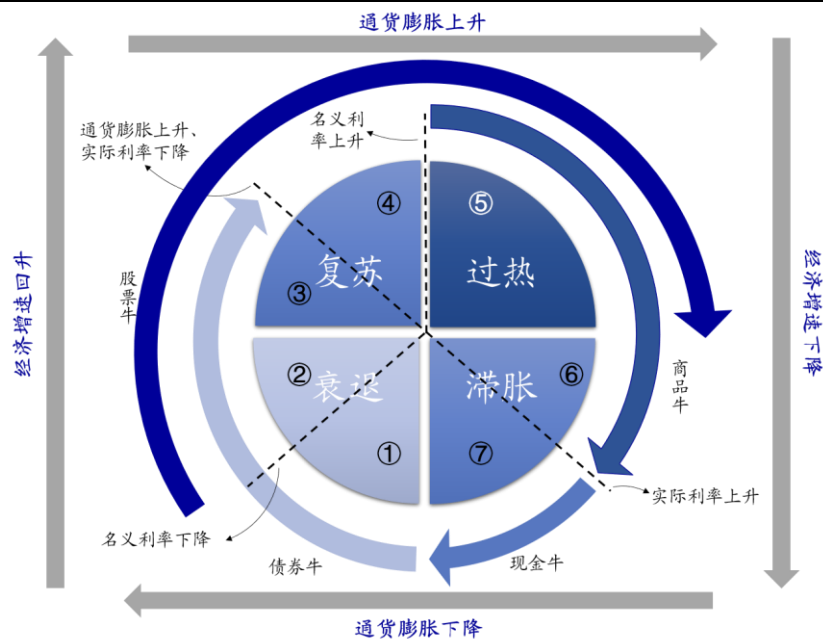 通货膨胀上升
名义利
率上升
通货膨胀上升、
实际利率下降
④
⑤
经济增速回升
股票牛
复苏
过热
③
经济增速下降
②
衰退
滞胀
⑥
商品牛
①
⑦
实际利率上升
名义利率下降
债券牛
现金牛
通货膨胀下降